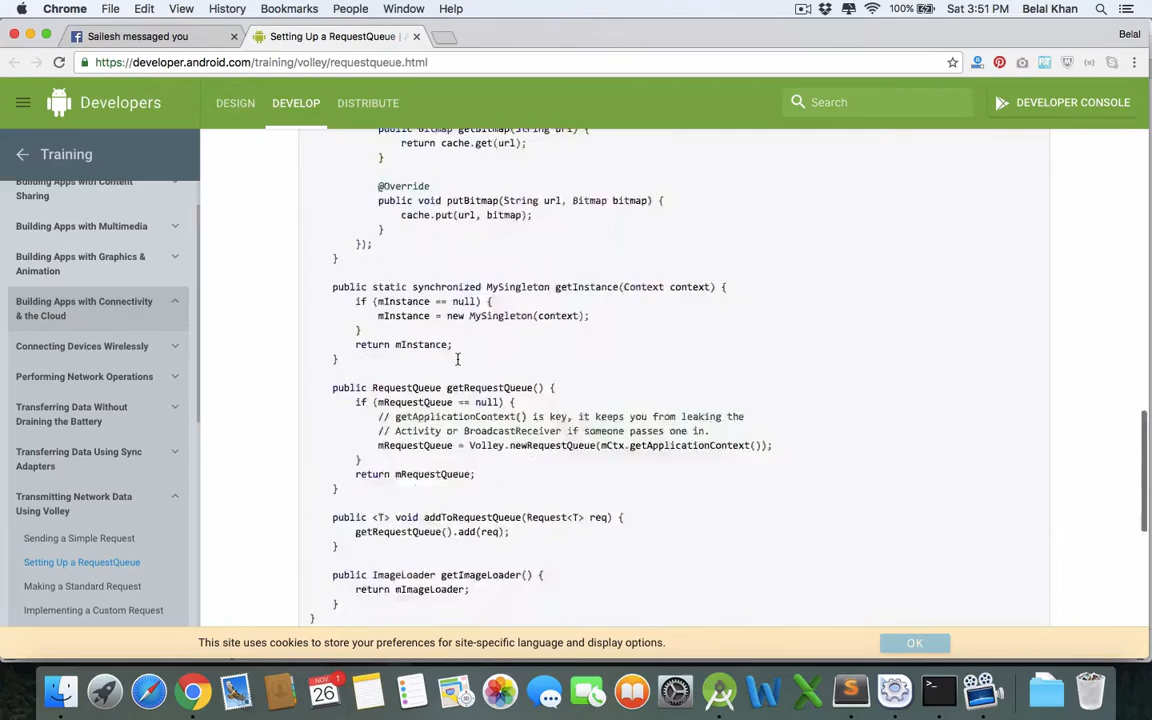 Chrome File Edit View History Bookmarks People Window Help 100% Sat 3:51 PM Belal Khan
Sailesh messaged you × Setting Up a RequestQueue | A × Belal
https://developer.android.com/training/volley/requestqueue.html
Developers DESIGN DEVELOP DISTRIBUTE Search DEVELOPER CONSOLE
Training
Building Apps with Content
Sharing
Building Apps with Multimedia
Building Apps with Graphics &
Animation
Building Apps with Connectivity
& the Cloud
Connecting Devices Wirelessly
Performing Network Operations
Transferring Data Without
Draining the Battery
Transferring Data Using Sync
Adapters
Transmitting Network Data
Using Volley
Sending a Simple Request
Setting Up a RequestQueue
Making a Standard Request
Implementing a Custom Request
public Bitmap getBitmap(String url) {
return cache.get(url);
}
@Override
public void putBitmap(String url, Bitmap bitmap) {
cache.put(url, bitmap);
}
});
}
public static synchronized MySingleton getInstance(Context context) {
if (mInstance == null) {
mInstance = new MySingleton(context);
}
return mInstance;
}
public RequestQueue getRequestQueue() {
if (mRequestQueue == null) {
// getApplicationContext() is key, it keeps you from leaking the
// Activity or BroadcastReceiver if someone passes one in.
mRequestQueue = Volley.newRequestQueue(mCtx.getApplicationContext());
}
return mRequestQueue;
}
public <T> void addToRequestQueue(Request<T> req) {
getRequestQueue().add(req);
}
public ImageLoader getImageLoader() {
return mImageLoader;
}
}
This site uses cookies to store your preferences for site-specific language and display options. OK
NOV 1
26